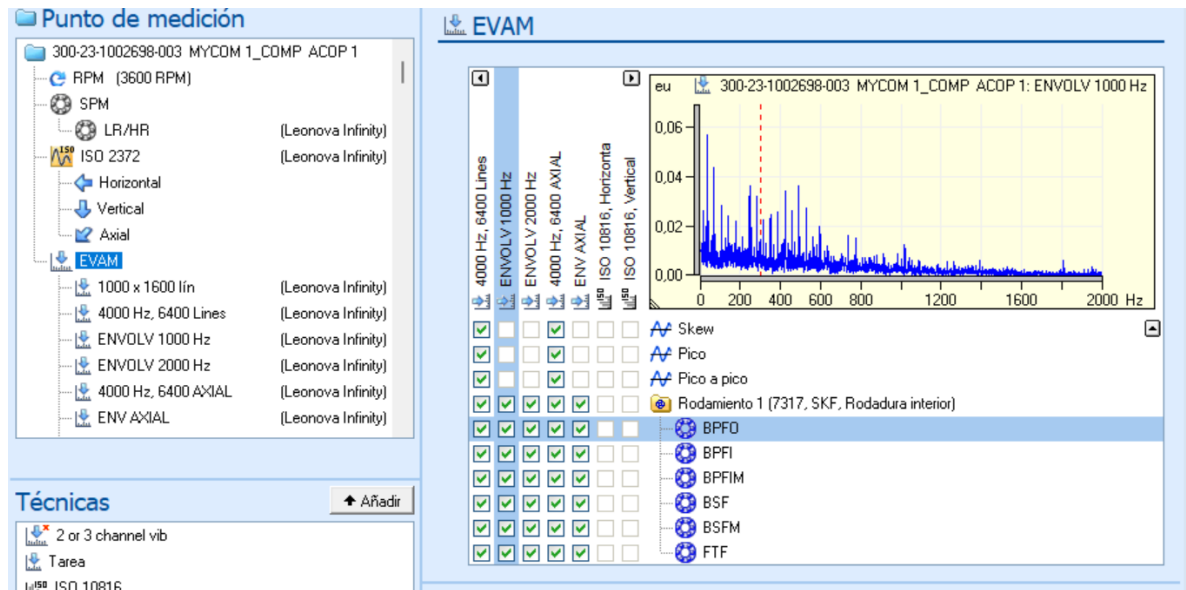 Punto de medición
300-23-1002698-003 MYCOM 1_COMP ACOP 1
RPM (3600 RPM)
SPM
LR/HR (Leonova Infinity)
ISO 2372 (Leonova Infinity)
Horizontal
Vertical
Axial
EVAM
1000 x 1600 lín (Leonova Infinity)
4000 Hz, 6400 Lines (Leonova Infinity)
ENVOLV 1000 Hz (Leonova Infinity)
ENVOLV 2000 Hz (Leonova Infinity)
4000 Hz, 6400 AXIAL (Leonova Infinity)
ENV AXIAL (Leonova Infinity)
Técnicas
Añadir
2 or 3 channel vib
Tarea
ISO 10816
EVAM
4000 Hz, 6400 Lines
ENVOLV 1000 Hz
ENVOLV 2000 Hz
4000 Hz, 6400 AXIAL
ENV AXIAL
ISO 10816, Horizonta
ISO 10816, Vertical
eu 300-23-1002698-003 MYCOM 1_COMP ACOP 1: ENVOLV 1000 Hz
0,06
0,04
0,02
0,00
0 200 400 600 800 1200 1600 2000 Hz
Skew
Pico
Pico a pico
Rodamiento 1 (7317, SKF, Rodadura interior)
BPFO
BPFI
BPFIM
BSF
BSFM
FTF